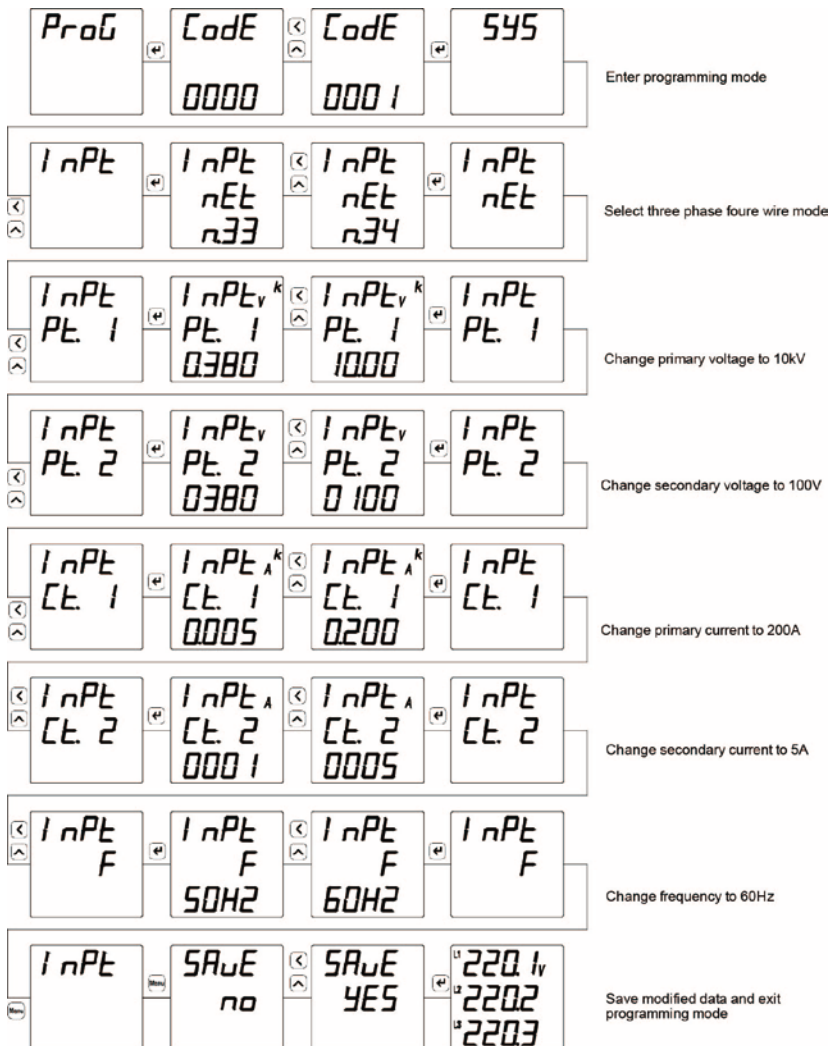 ProG
CodE
0000
CodE
0001
SYS
Enter programming mode
InPt
InPt
nEt
n.33
InPt
nEt
n.34
InPt
nEt
Select three phase foure wire mode
InPt
Pt. 1
InPt v k
Pt. 1
0.380
InPt v k
Pt. 1
10.00
InPt
Pt. 1
Change primary voltage to 10kV
InPt
Pt. 2
InPt v
Pt. 2
0380
InPt v
Pt. 2
0100
InPt
Pt. 2
Change secondary voltage to 100V
InPt
Ct. 1
InPt A k
Ct. 1
0.005
InPt A k
Ct. 1
0.200
InPt
Ct. 1
Change primary current to 200A
InPt
Ct. 2
InPt A
Ct. 2
0001
InPt A
Ct. 2
0005
InPt
Ct. 2
Change secondary current to 5A
InPt
F
InPt
F
50HZ
InPt
F
60HZ
InPt
F
Change frequency to 60Hz
Menu
InPt
Menu
SAvE
no
SAvE
YES
L1 220.1 v
L2 220.2
L3 220.3
Save modified data and exit
programming mode